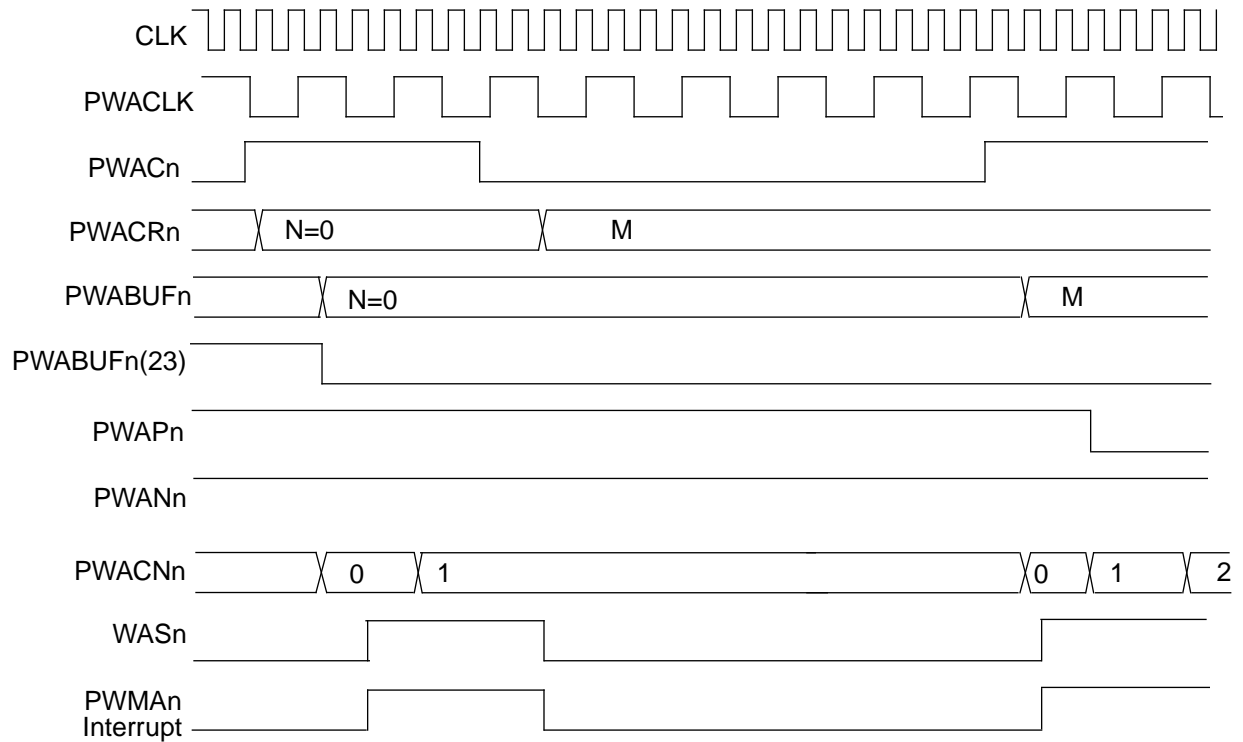 CLK
PWACLK
PWACn
PWACRn N=0 M
PWABUFn N=0 M
PWABUFn(23)
PWAPn
PWANn
PWACNn 0 1 0 1 2
WASn
PWMAn
Interrupt